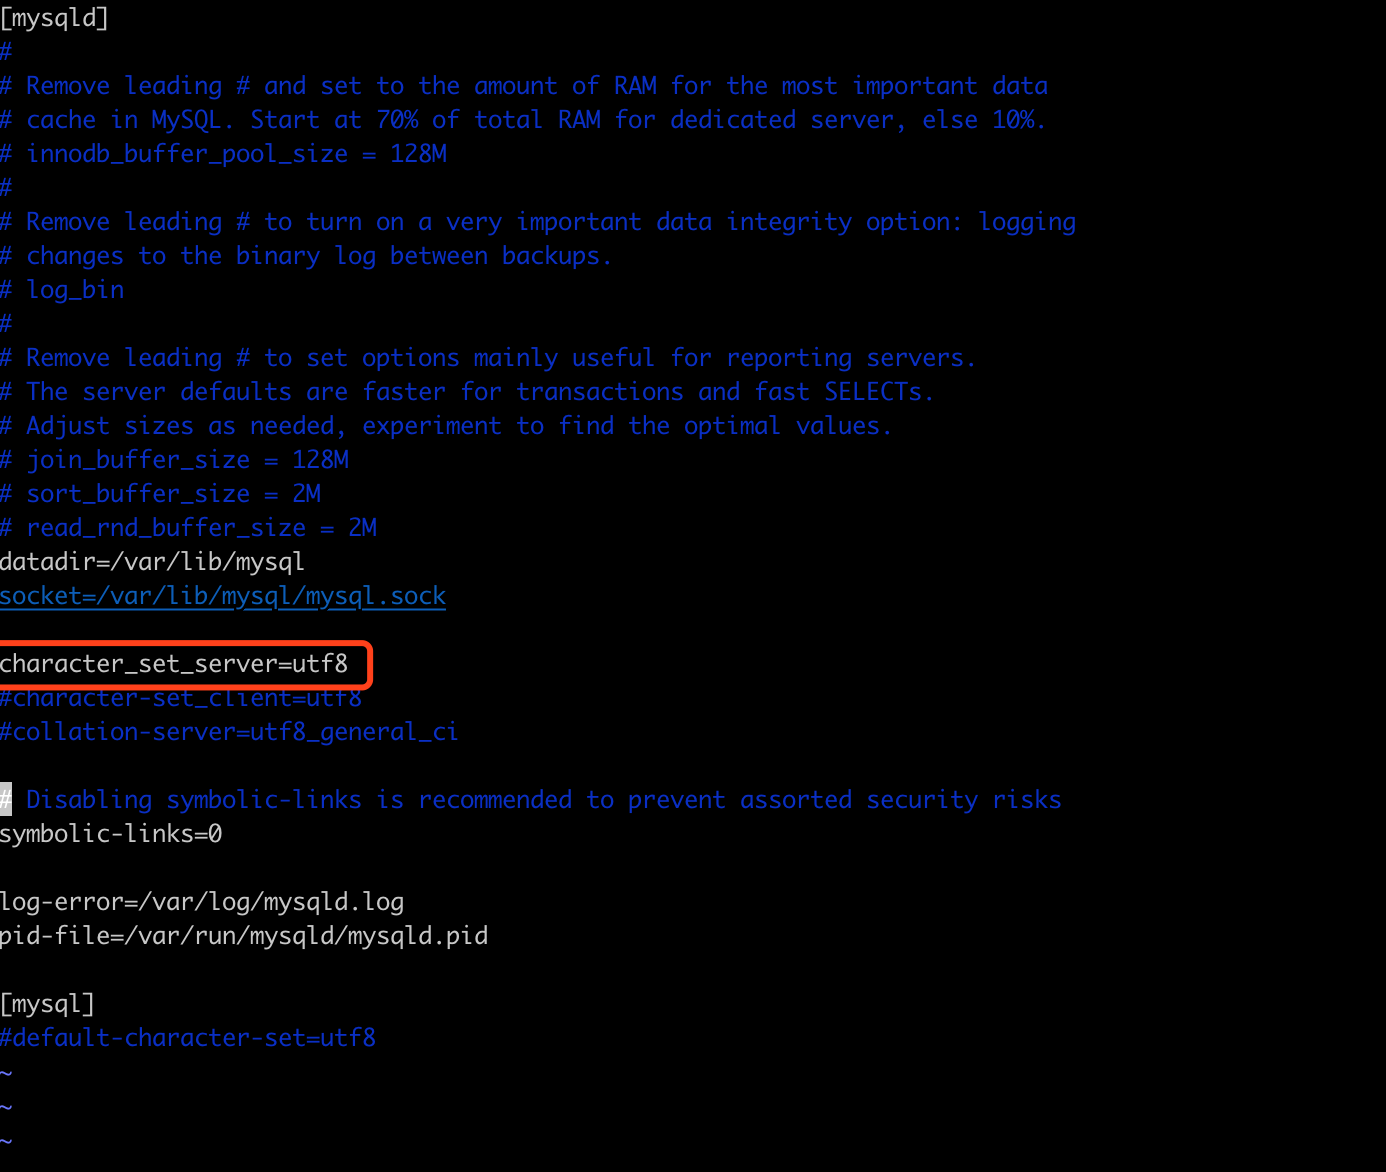 [mysqld]
#
# Remove leading # and set to the amount of RAM for the most important data
# cache in MySQL. Start at 70% of total RAM for dedicated server, else 10%.
# innodb_buffer_pool_size = 128M
#
# Remove leading # to turn on a very important data integrity option: logging
# changes to the binary log between backups.
# log_bin
#
# Remove leading # to set options mainly useful for reporting servers.
# The server defaults are faster for transactions and fast SELECTs.
# Adjust sizes as needed, experiment to find the optimal values.
# join_buffer_size = 128M
# sort_buffer_size = 2M
# read_rnd_buffer_size = 2M
datadir=/var/lib/mysql
socket=/var/lib/mysql/mysql.sock
character_set_server=utf8
#character-set_client=utf8
#collation-server=utf8_general_ci
# Disabling symbolic-links is recommended to prevent assorted security risks
symbolic-links=0
log-error=/var/log/mysqld.log
pid-file=/var/run/mysqld/mysqld.pid
[mysql]
#default-character-set=utf8
~
~
~